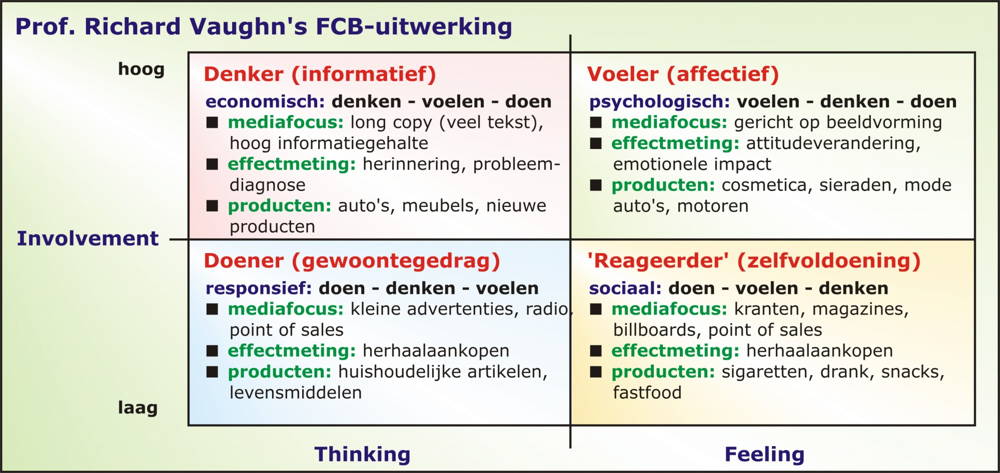 Prof. Richard Vaughn's FCB-uitwerking
hoog
Denker (informatief)
economisch: denken - voelen - doen
■ mediafocus: long copy (veel tekst),
hoog informatiegehalte
■ effectmeting: herinnering, probleem-
diagnose
■ producten: auto's, meubels, nieuwe
producten
Voeler (affectief)
psychologisch: voelen - denken - doen
■ mediafocus: gericht op beeldvorming
■ effectmeting: attitudeverandering,
emotionele impact
■ producten: cosmetica, sieraden, mode
auto's, motoren
Involvement
Doener (gewoontegedrag)
responsief: doen - denken - voelen
■ mediafocus: kleine advertenties, radio,
point of sales
■ effectmeting: herhaalaankopen
■ producten: huishoudelijke artikelen,
levensmiddelen
'Reageerder' (zelfvoldoening)
sociaal: doen - voelen - denken
■ mediafocus: kranten, magazines,
billboards, point of sales
■ effectmeting: herhaalaankopen
■ producten: sigaretten, drank, snacks,
fastfood
laag
Thinking
Feeling